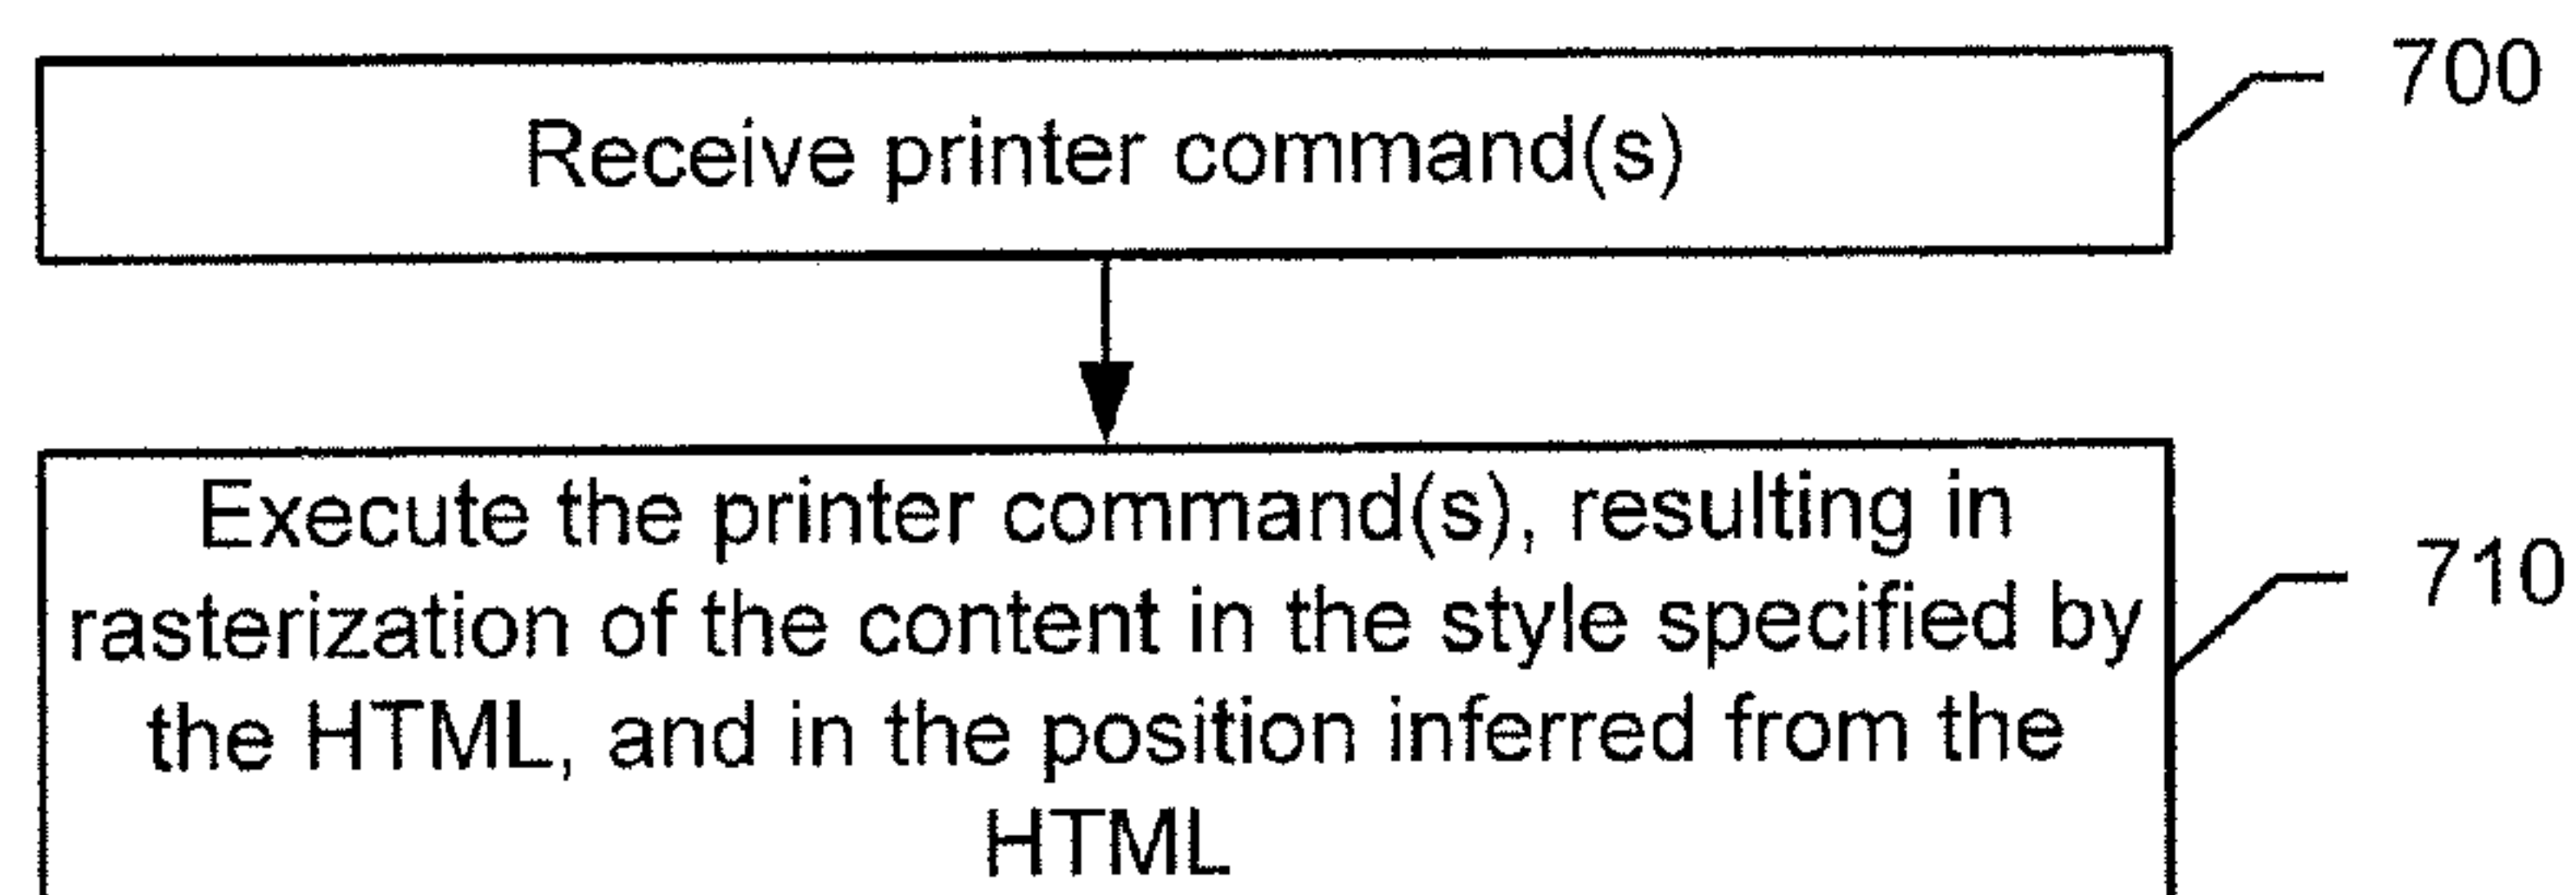 700
Receive printer command(s)
Execute the printer command(s), resulting in
rasterization of the content in the style specified by
710
the HTML, and in the position inferred from the
HTML